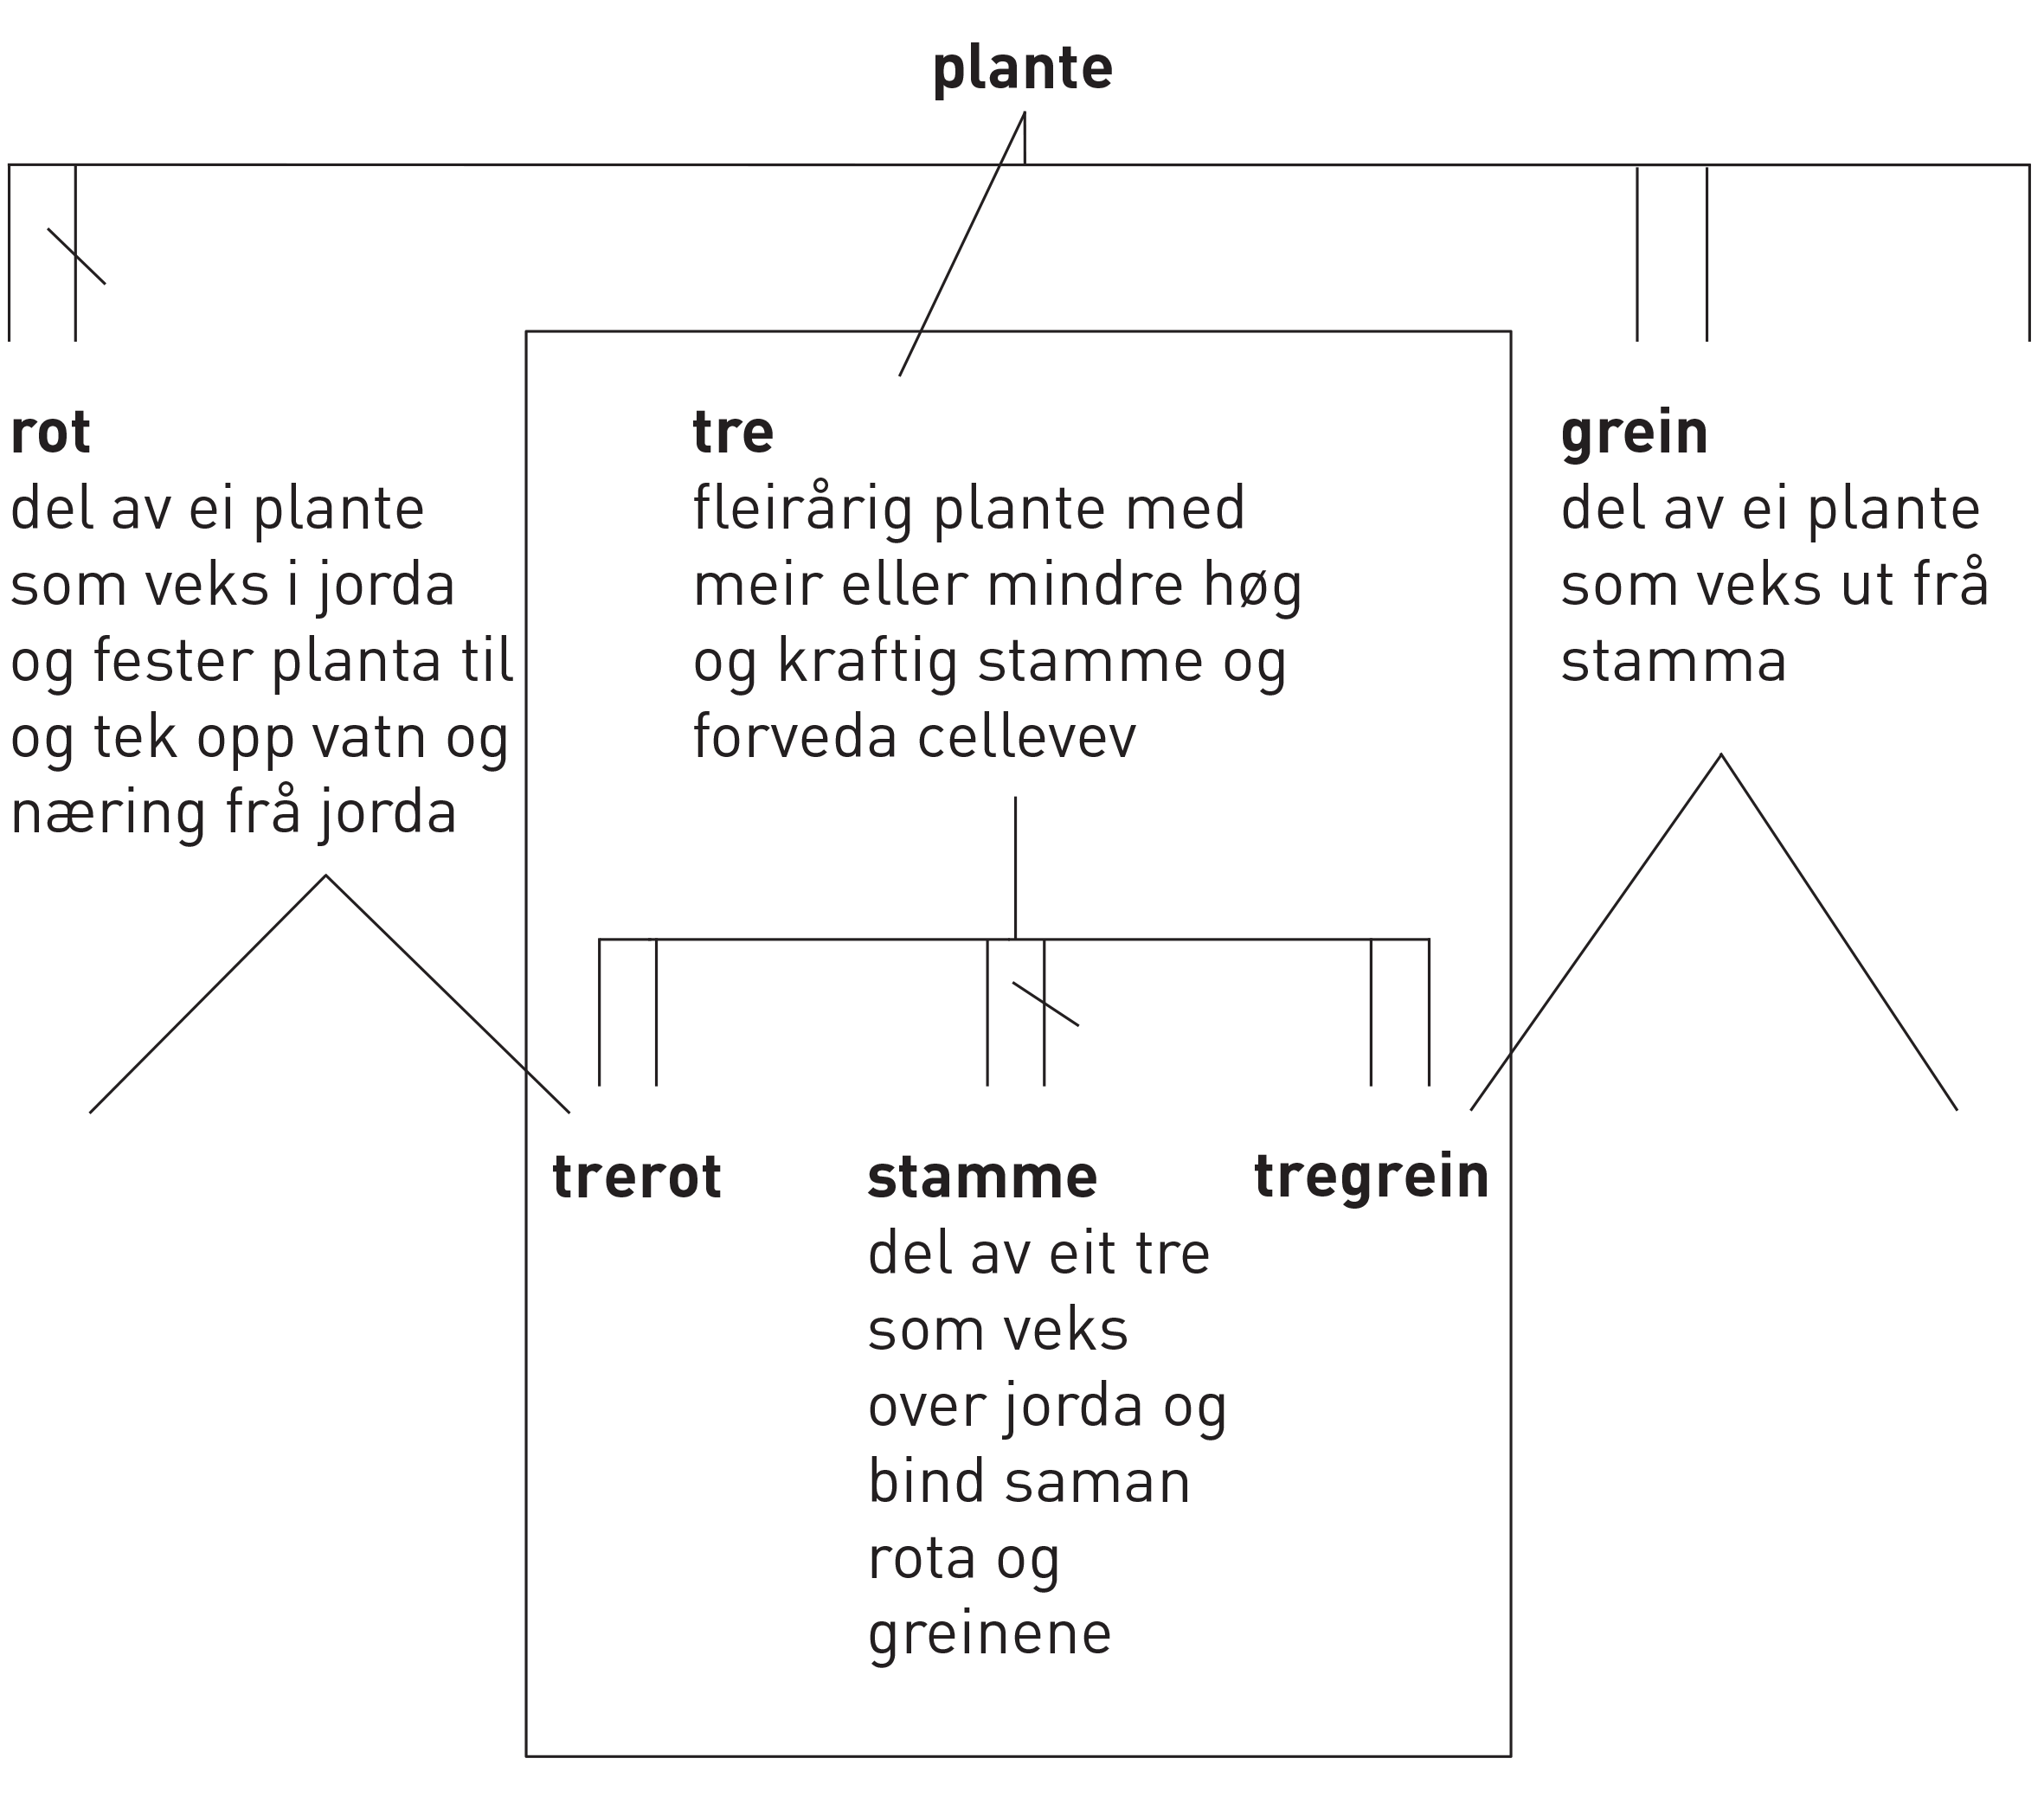 plante
rot
del av ei plante
som veks i jorda
og fester planta til
og tek opp vatn og
næring frå jorda
tre
fleirårig plante med
meir eller mindre høg
og kraftig stamme og
forveda cellevev
grein
del av ei plante
som veks ut frå
stamma
trerot
stamme
del av eit tre
som veks
over jorda og
bind saman
rota og
greinene
tregrein